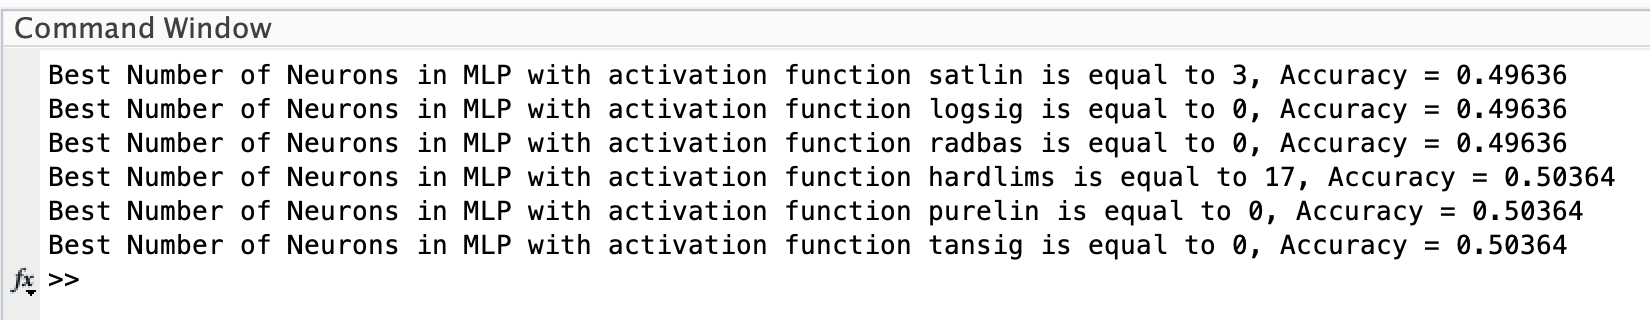 Command Window
Best Number of Neurons in MLP with activation function satlin is equal to 3, Accuracy = 0.49636
Best Number of Neurons in MLP with activation function logsig is equal to 0, Accuracy = 0.49636
Best Number of Neurons in MLP with activation function radbas is equal to 0, Accuracy = 0.49636
Best Number of Neurons in MLP with activation function hardlims is equal to 17, Accuracy = 0.50364
Best Number of Neurons in MLP with activation function purelin is equal to 0, Accuracy = 0.50364
Best Number of Neurons in MLP with activation function tansig is equal to 0, Accuracy = 0.50364
fx >>